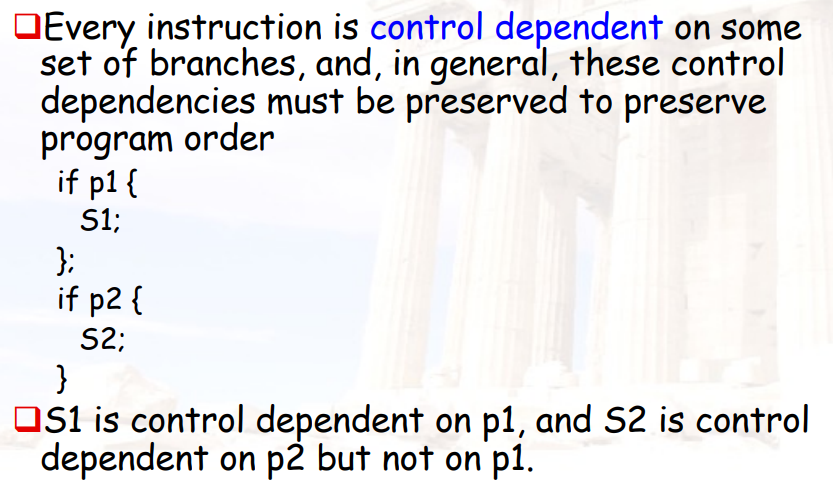 ❑Every instruction is control dependent on some
set of branches, and, in general, these control
dependencies must be preserved to preserve
program order
if p1 {
S1;
};
if p2 {
S2;
}
❑S1 is control dependent on p1, and S2 is control
dependent on p2 but not on p1.